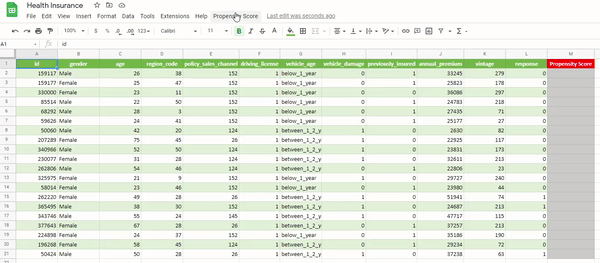 Health Insurance
File Edit View Insert Format Data Tools Extensions Help Propensity Score Last edit was seconds ago
100% $ % .0 .00 123 Calibri 11 B I S A
A1 fx id
A B C D E F G H I J K L M
1 id gender age region_code policy_sales_channel driving_license vehicle_age vehicle_damage previously_insured annual_premium vintage response Propensity Score
2 159117 Male 26 38 152 1 below_1_year 0 1 33245 279 0
3 159177 Female 25 47 152 1 below_1_year 0 1 25823 178 0
4 330000 Female 23 11 152 1 below_1_year 0 0 36086 297 0
5 85514 Male 22 50 152 1 below_1_year 0 1 24783 218 0
6 68292 Male 28 3 152 1 below_1_year 0 1 27435 71 0
7 59626 Male 24 41 152 1 below_1_year 0 1 25177 27 0
8 50060 Male 42 20 124 1 between_1_2_y 1 0 2630 82 0
9 207289 Female 75 45 26 1 between_1_2_y 1 0 22925 117 0
10 340966 Male 52 50 124 1 between_1_2_y 1 0 23831 173 0
11 230077 Male 31 28 124 1 between_1_2_y 1 0 32611 213 0
12 262806 Male 54 46 124 1 between_1_2_y 1 0 22806 23 0
13 325975 Male 21 9 152 1 below_1_year 0 1 29727 240 0
14 58014 Male 23 46 152 1 below_1_year 0 1 23980 44 0
15 262220 Female 49 28 26 1 between_1_2_y 1 0 51941 74 1
16 365495 Male 38 30 152 1 between_1_2_y 1 0 24687 213 1
17 343746 Male 55 24 145 1 between_1_2_y 1 0 47717 115 0
18 377643 Female 67 28 26 1 between_1_2_y 1 0 37257 213 0
19 224898 Female 24 37 152 1 below_1_year 0 1 35186 190 0
20 196268 Female 58 45 124 1 between_1_2_y 1 0 29234 72 0
21 50424 Male 50 28 26 1 between_1_2_y 1 0 37238 63 1